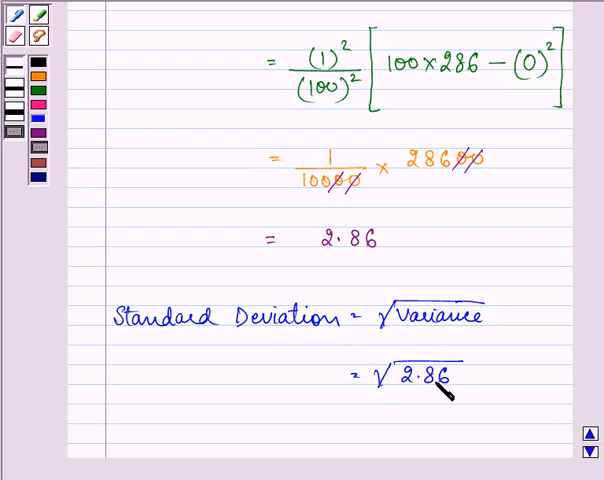 = (1)²/(100)² [100×286 – (0)²]
= 1/10000 × 28600
= 2.86
Standard Deviation = √Variance
= √2.86